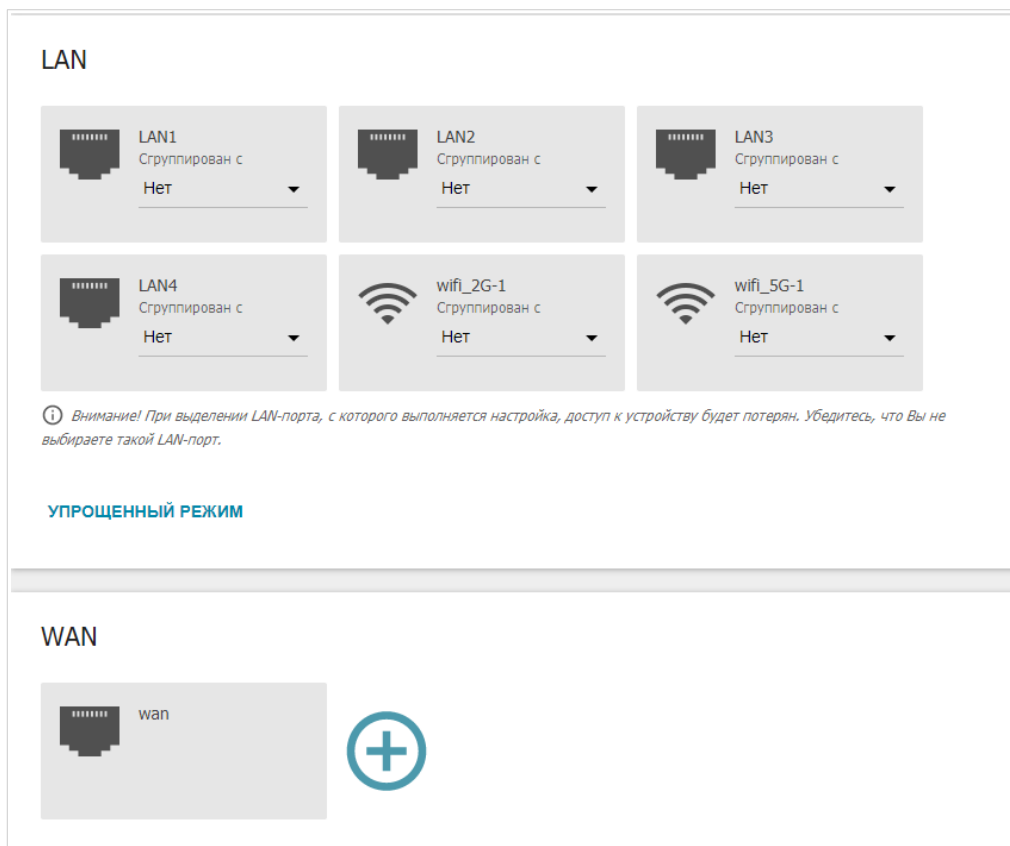 LAN
LAN1
Сгруппирован с
Нет
LAN2
Сгруппирован с
Нет
LAN3
Сгруппирован с
Нет
LAN4
Сгруппирован с
Нет
wifi_2G-1
Сгруппирован с
Нет
wifi_5G-1
Сгруппирован с
Нет
Внимание! При выделении LAN-порта, с которого выполняется настройка, доступ к устройству будет потерян. Убедитесь, что Вы не
выбираете такой LAN-порт.
УПРОЩЕННЫЙ РЕЖИМ
WAN
wan